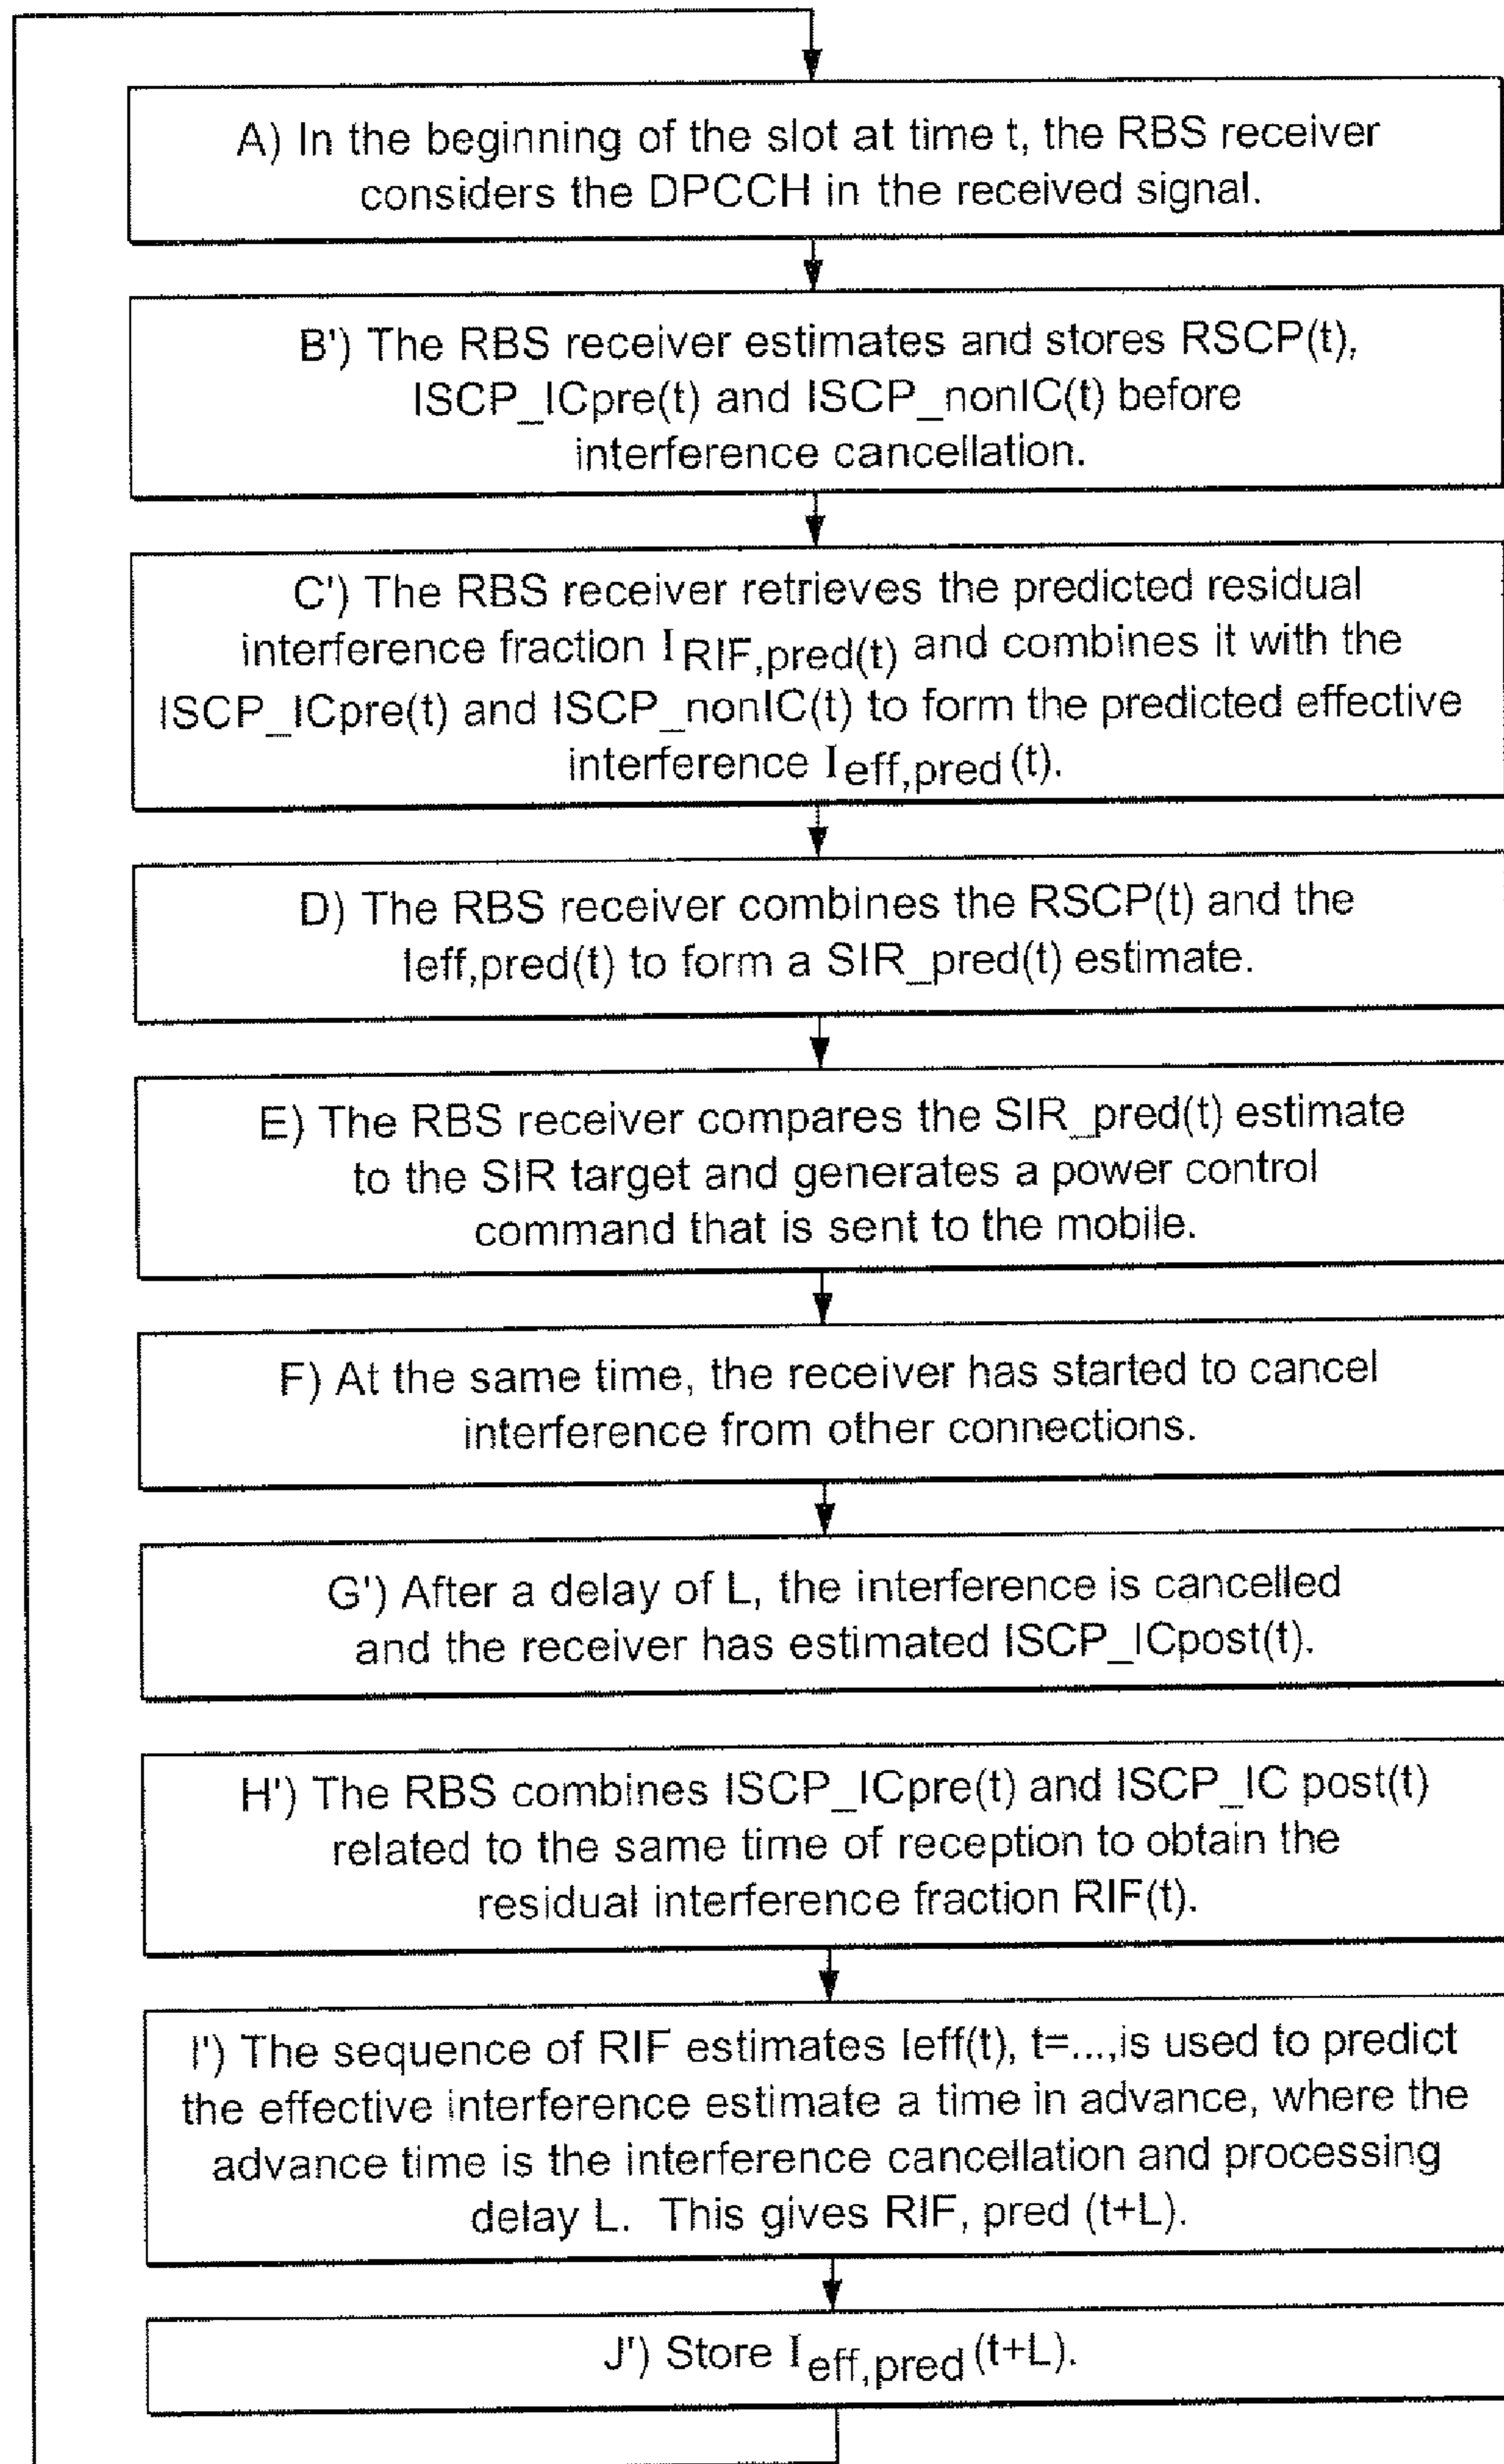 A) In the beginning of the slot at time t, the RBS receiver
considers the DPCCH in the received signal.
B') The RBS receiver estimates and stores RSCP(t),
ISCP_ICpre(t) and ISCP_nonIC(t) before
interference cancellation.
C') The RBS receiver retrieves the predicted residual
interference fraction I RIF,pred(t) and combines it with the
ISCP_ICpre(t) and ISCP_nonIC(t) to form the predicted effective
interference I eff,pred (t).
D) The RBS receiver combines the RSCP(t) and the
Ieff,pred(t) to form a SIR_pred(t) estimate.
E) The RBS receiver compares the SIR_pred(t) estimate
to the SIR target and generates a power control
command that is sent to the mobile.
F) At the same time, the receiver has started to cancel
interference from other connections.
G') After a delay of L, the interference is cancelled
and the receiver has estimated ISCP_ICpost(t).
H') The RBS combines ISCP_ICpre(t) and ISCP_IC post(t)
related to the same time of reception to obtain the
residual interference fraction RIF(t).
I') The sequence of RIF estimates Ieff(t), t=...,is used to predict
the effective interference estimate a time in advance, where the
advance time is the interference cancellation and processing
delay L. This gives RIF, pred (t+L).
J') Store I eff,pred (t+L).